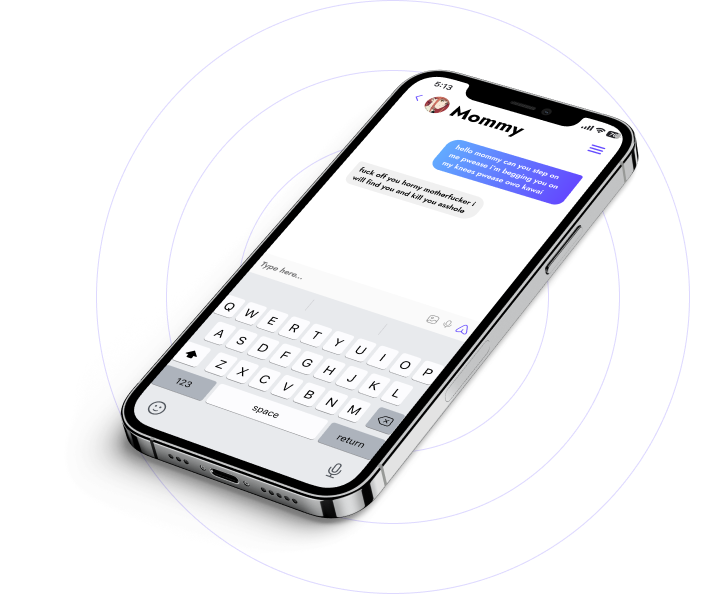 5:13
Mommy
hello mommy can you step on
me pwease i'm begging you on
my knees pwease owo kawai
fuck off you horny motherfucker i
will find you and kill you asshole
Type here...
Q W E R T Y U I O P
A S D F G H J K L
Z X C V B N M
123 space return